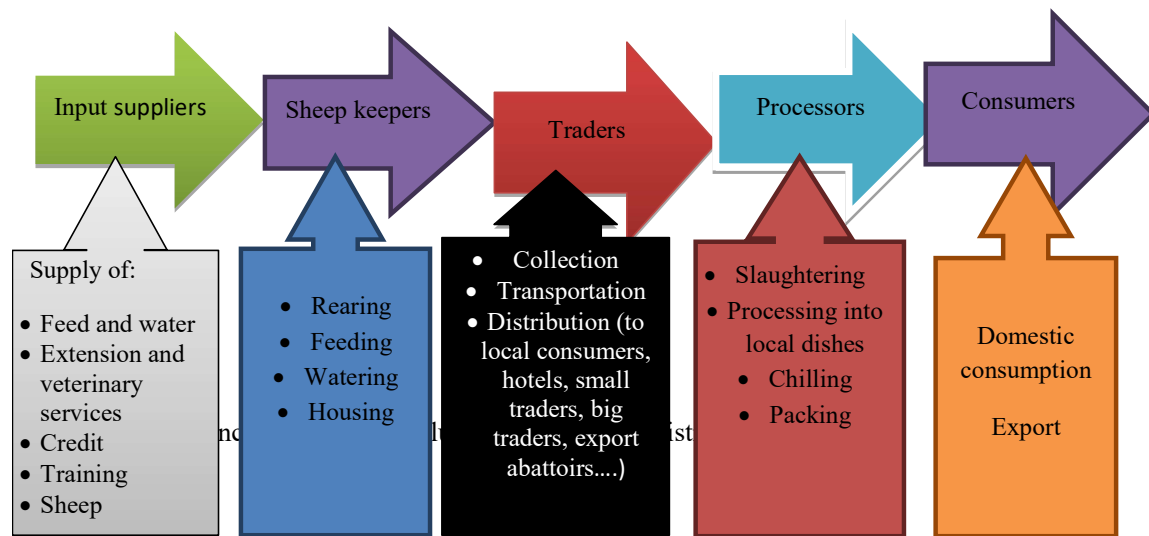 Input suppliers
Sheep keepers
Traders
Processors
Consumers
Supply of:
• Feed and water
• Extension and
veterinary
services
• Credit
• Training
• Sheep
• Rearing
• Feeding
• Watering
• Housing
• Collection
• Transportation
• Distribution (to
local consumers,
hotels, small
traders, big
traders, export
abattoirs....)
• Slaughtering
• Processing into
local dishes
• Chilling
• Packing
Domestic
consumption
Export